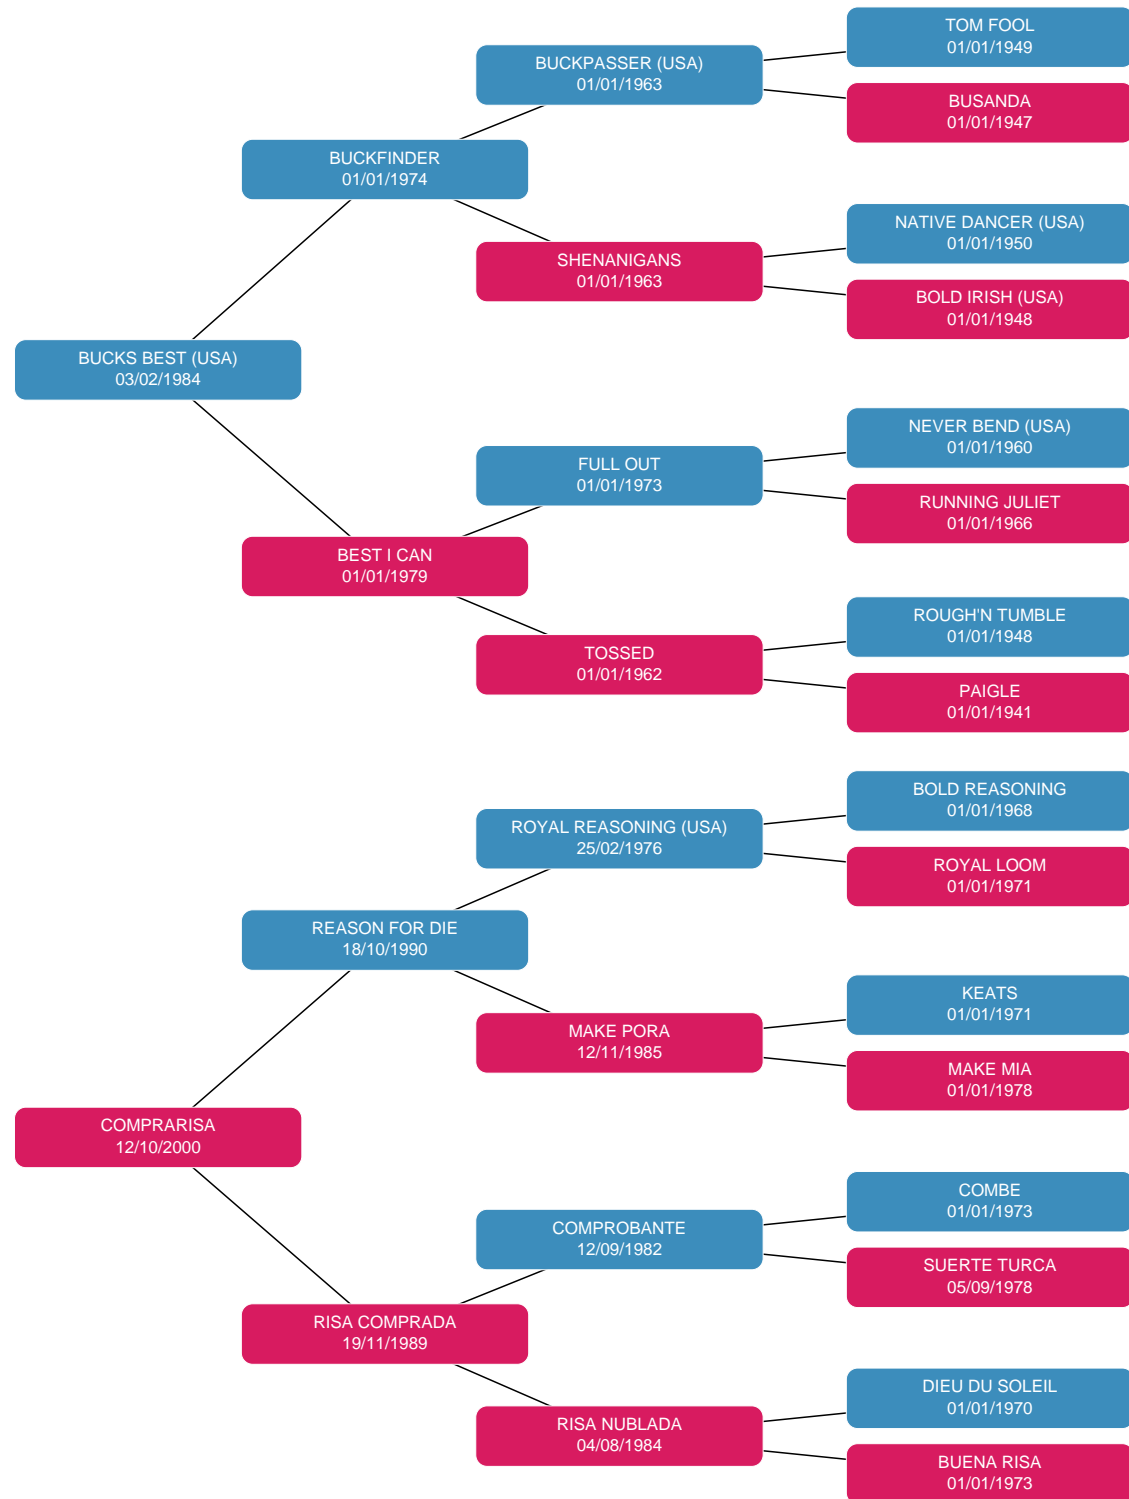 TOM FOOL
01/01/1949
BUCKPASSER (USA)
01/01/1963
BUSANDA
01/01/1947
BUCKFINDER
01/01/1974
NATIVE DANCER (USA)
01/01/1950
SHENANIGANS
01/01/1963
BOLD IRISH (USA)
01/01/1948
BUCKS BEST (USA)
03/02/1984
NEVER BEND (USA)
01/01/1960
FULL OUT
01/01/1973
RUNNING JULIET
01/01/1966
BEST I CAN
01/01/1979
ROUGH'N TUMBLE
01/01/1948
TOSSED
01/01/1962
PAIGLE
01/01/1941
BOLD REASONING
01/01/1968
ROYAL REASONING (USA)
25/02/1976
ROYAL LOOM
01/01/1971
REASON FOR DIE
18/10/1990
KEATS
01/01/1971
MAKE PORA
12/11/1985
MAKE MIA
01/01/1978
COMPRARISA
12/10/2000
COMBE
01/01/1973
COMPROBANTE
12/09/1982
SUERTE TURCA
05/09/1978
RISA COMPRADA
19/11/1989
DIEU DU SOLEIL
01/01/1970
RISA NUBLADA
04/08/1984
BUENA RISA
01/01/1973